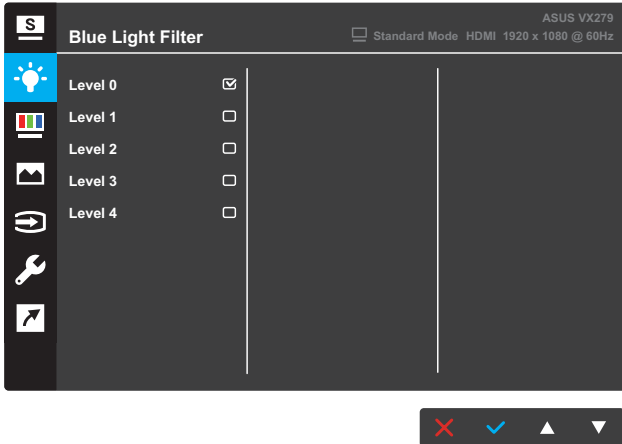 S
ASUS VX279
Blue Light Filter
Standard Mode HDMI 1920 x 1080 @ 60Hz
Level 0
Level 1
Level 2
Level 3
Level 4